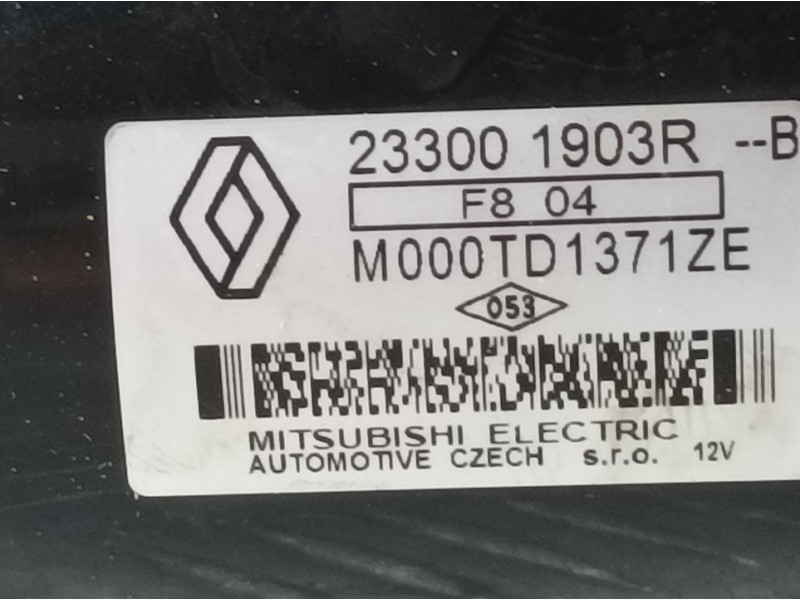 23300 1903R --B
F8 04
M000TD1371ZE
053
MITSUBISHI ELECTRIC
AUTOMOTIVE CZECH s.r.o. 12V